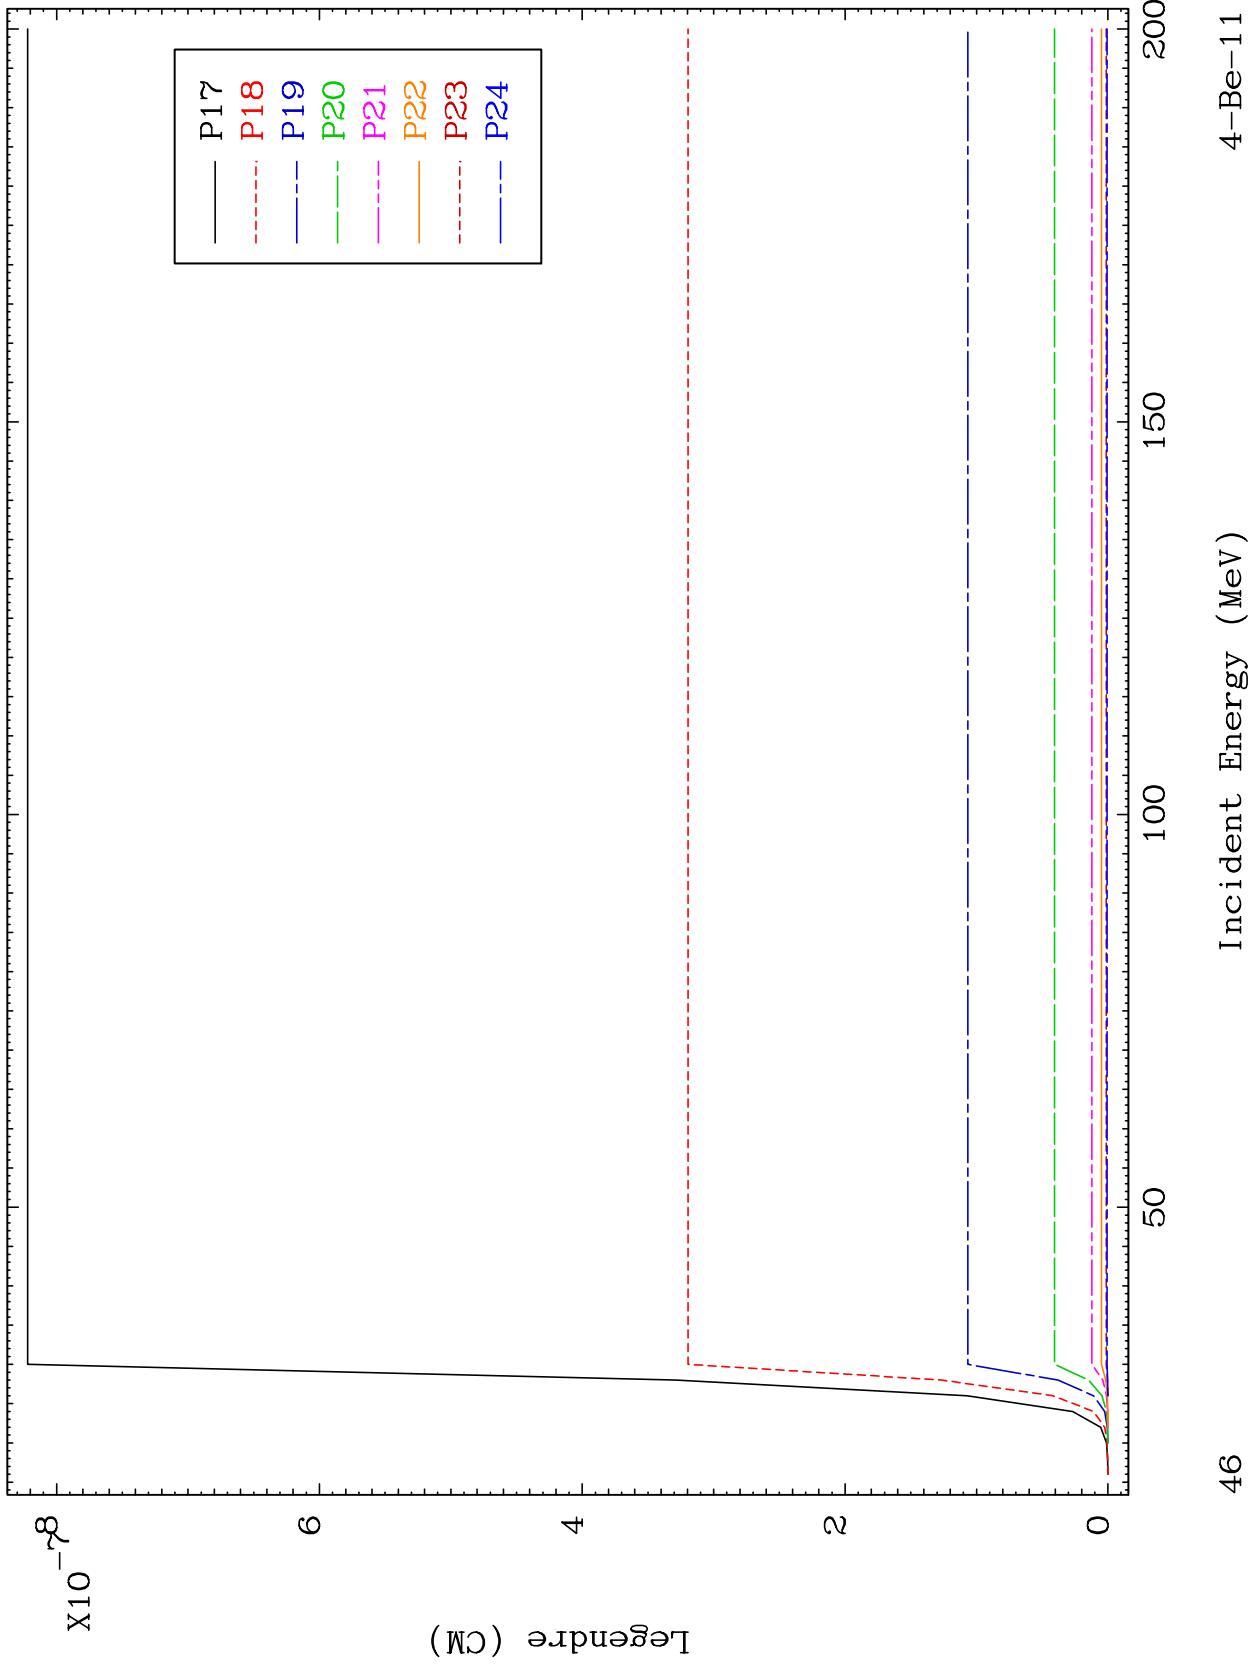 X10
-7
8
6
4
2
0
Legendre (CM)
P17
P18
P19
P20
P21
P22
P23
P24
50
100
150
200
Incident Energy (MeV)
46
4-Be-11